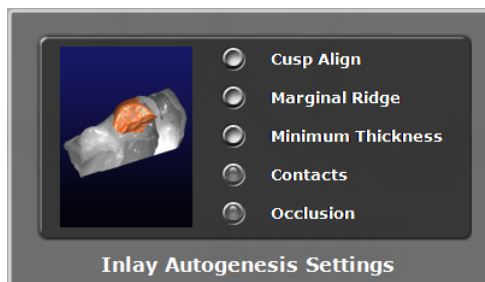 Cusp Align
Marginal Ridge
Minimum Thickness
Contacts
Occlusion
Inlay Autogenesis Settings